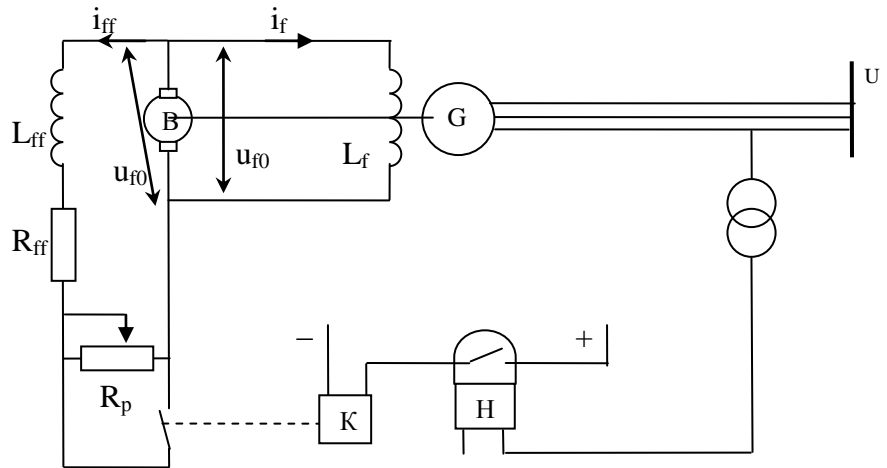 i_ff
i_f
U
B
G
L_ff
u_f0
u_f0
L_f
R_ff
–
+
R_p
К
Н